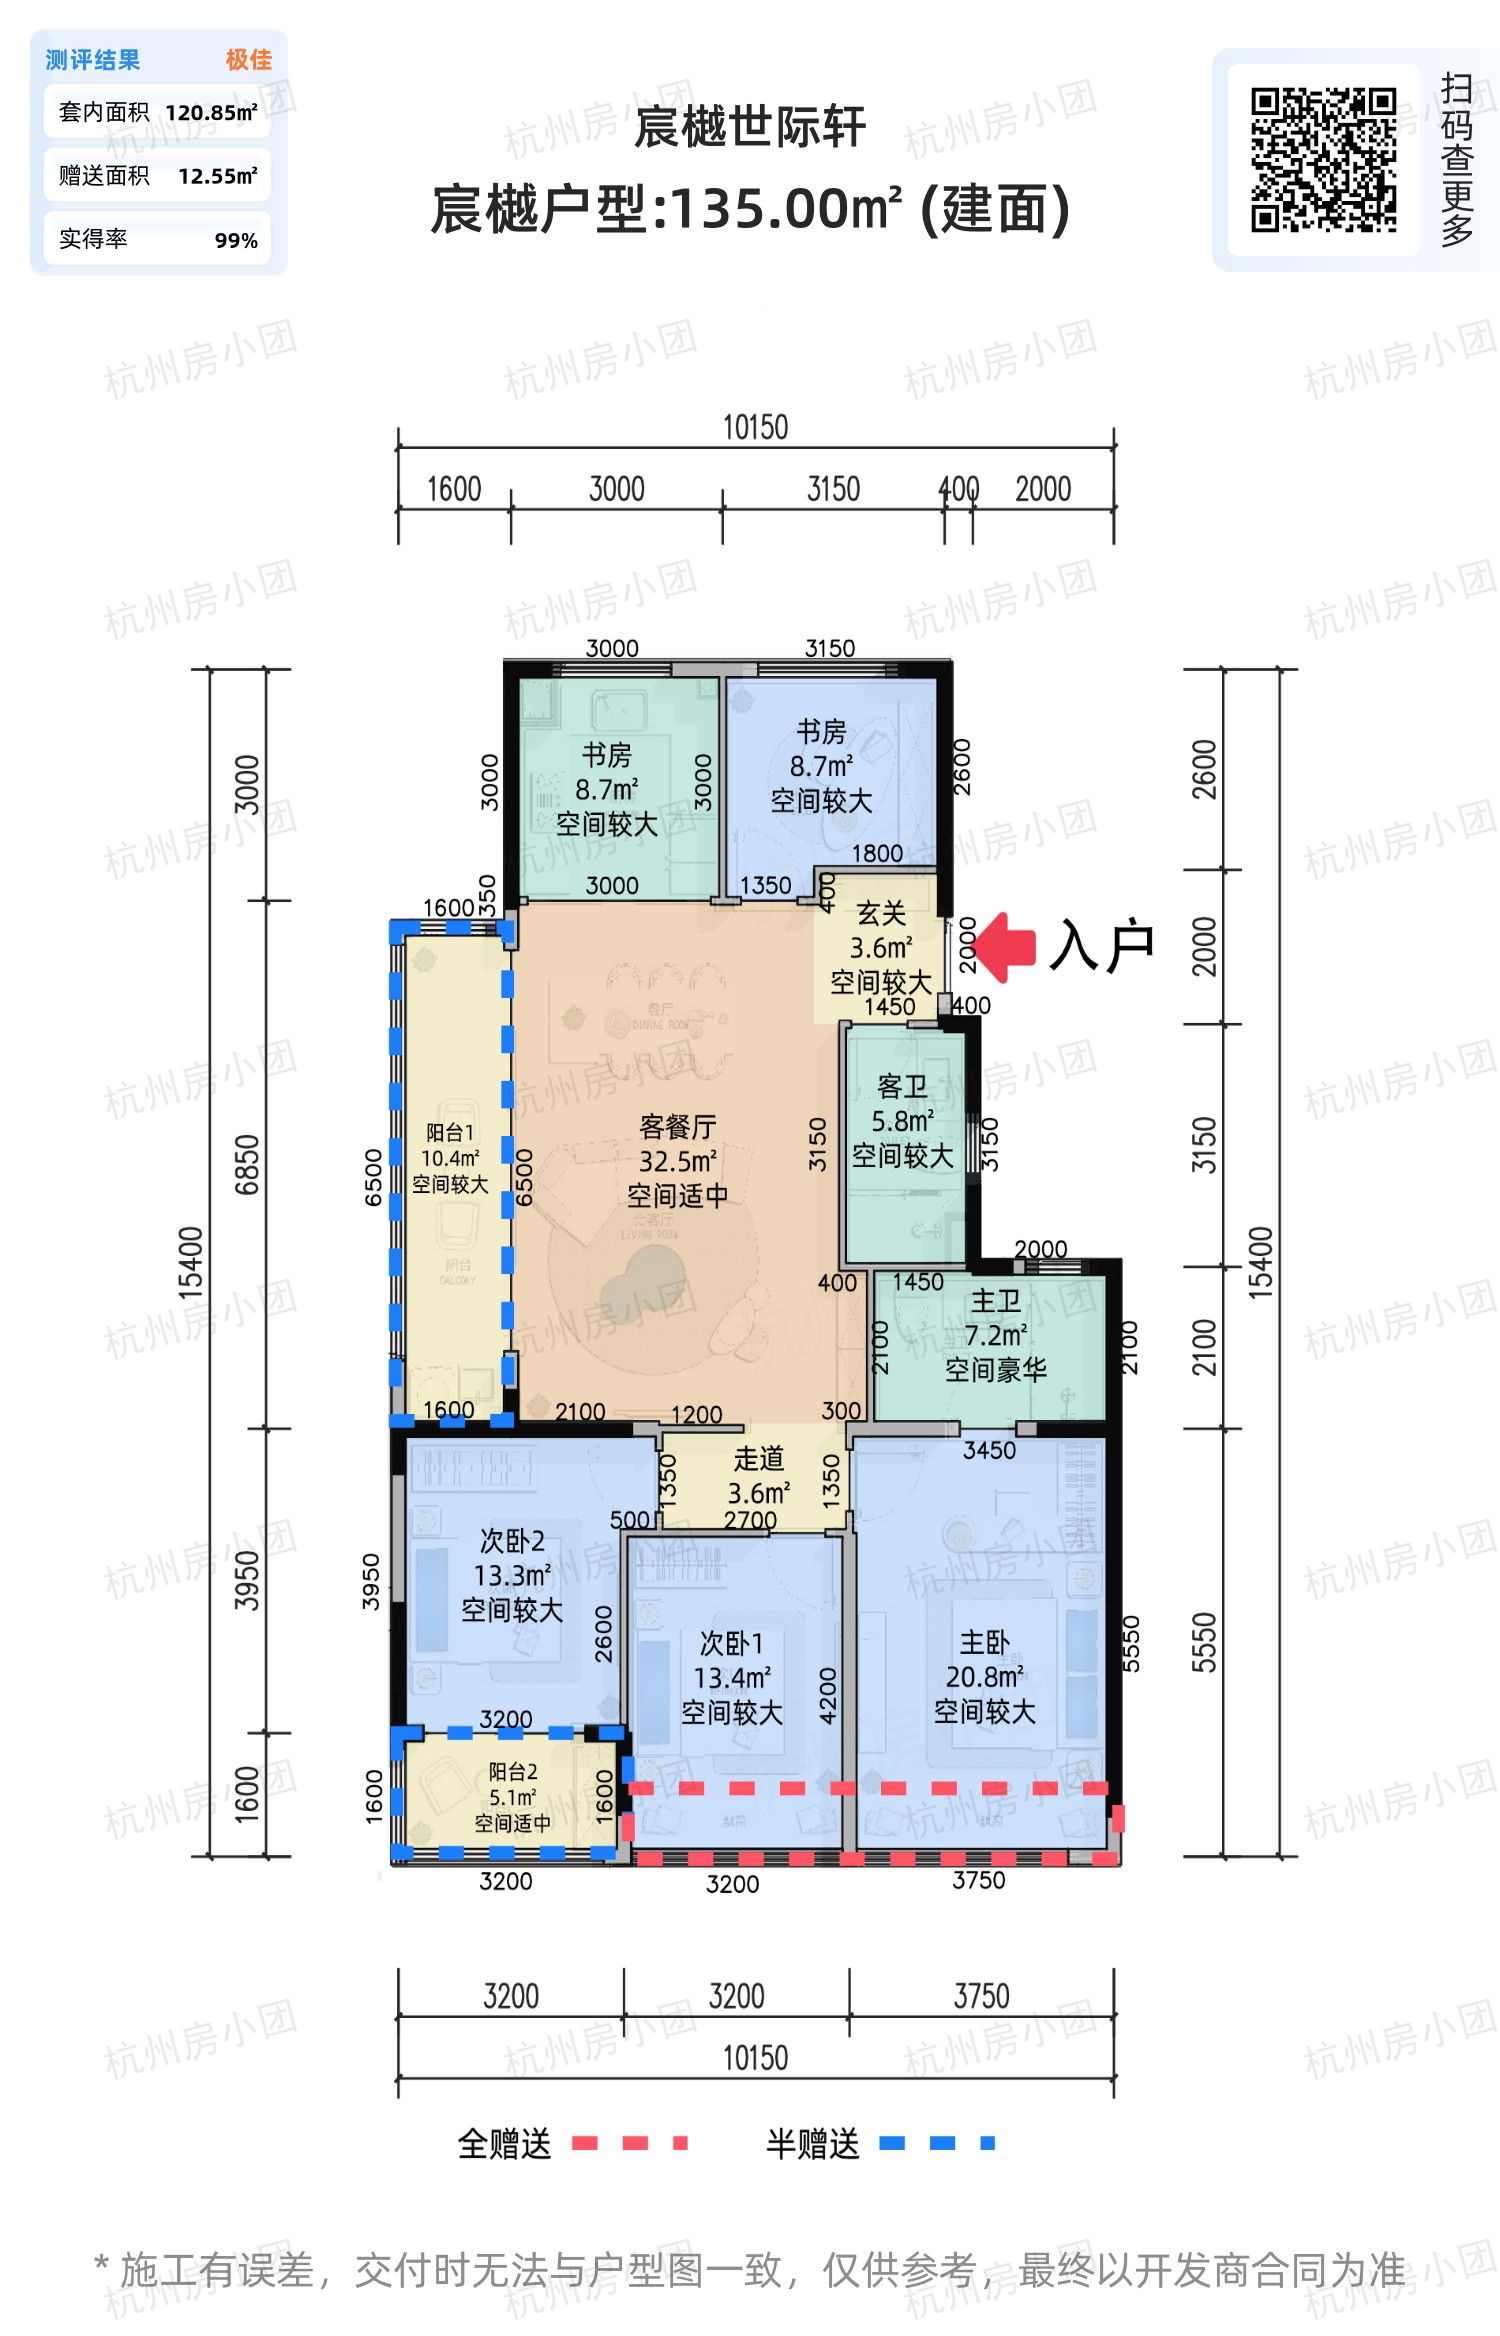 测评结果 极佳
套内面积 120.85㎡
赠送面积 12.55㎡
实得率 99%
宸樾世际轩
宸樾户型:135.00㎡ (建面)
扫码查更多
10150
1600 3000 3150 400 2000
3000 3150
书房
8.7㎡
空间较大
书房
8.7㎡
空间较大
3000 3000 2600
3000 2600
1800
3000 1350 400
350
1600
玄关
3.6㎡
空间较大
1450
2000
400
入户
2000
客卫
5.8㎡
空间较大
3150 3150
3150
阳台1
10.4㎡
空间较大
6500 6500
6850
15400
15400
客餐厅
32.5㎡
空间适中
餐厅
DINING ROOM
会客厅
LIVING ROOM
阳台
BALCONY
2000
400 1450
主卫
7.2㎡
空间豪华
2100 2100
2100
1600 2100 1200 300
走道
3.6㎡
1350 1350
500 2700
3450
次卧2
13.3㎡
空间较大
3950 2600
3950
次卧1
13.4㎡
空间较大
4200
主卧
20.8㎡
空间较大
5550
5550
3200
阳台2
5.1㎡
空间适中
1600 1600
1600
3200 3200 3750
3200 3200 3750
10150
全赠送 半赠送
* 施工有误差，交付时无法与户型图一致，仅供参考，最终以开发商合同为准
杭州房小团